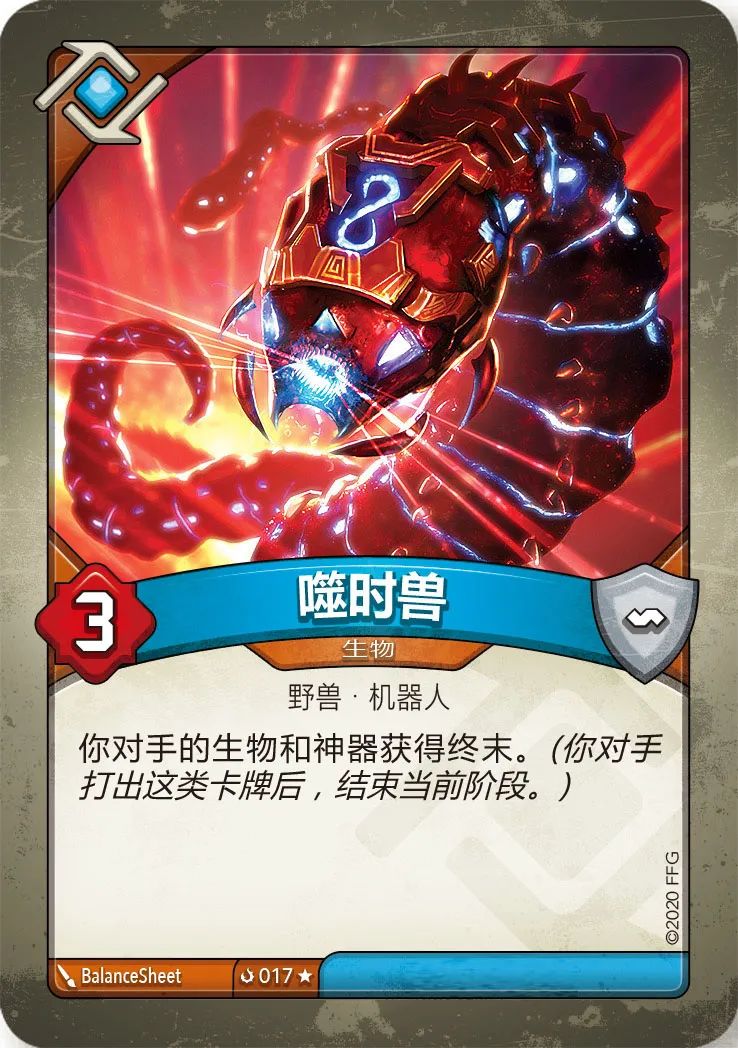 噬时兽
3
生物
野兽 · 机器人
你对手的生物和神器获得终末。(你对手
打出这类卡牌后，结束当前阶段。)
©2020 FFG
BalanceSheet
017